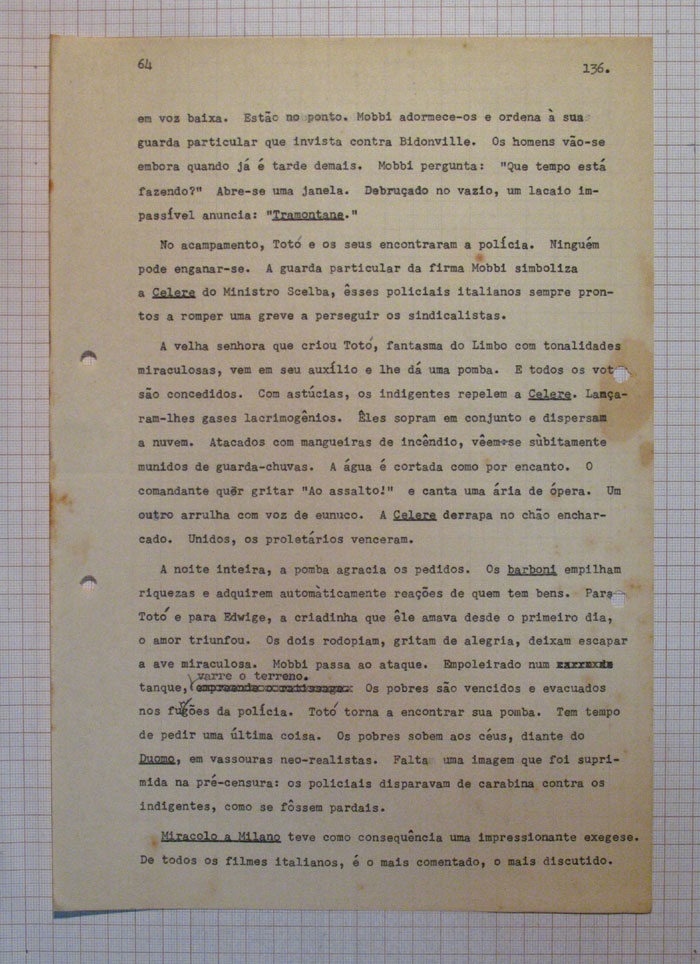 64
136.
em voz baixa. Estão no ponto. Mobbi adormece-os e ordena à sua
guarda particular que invista contra Bidonville. Os homens vão-se
embora quando já é tarde demais. Mobbi pergunta: "Que tempo está
fazendo?" Abre-se uma janela. Debruçado no vazio, um lacaio im-
passível anuncia: "Tramontane."
No acampamento, Totó e os seus encontraram a polícia. Ninguém
pode enganar-se. A guarda particular da firma Mobbi simboliza
a Celere do Ministro Scelba, êsses policiais italianos sempre pron-
tos a romper uma greve a perseguir os sindicalistas.
A velha senhora que criou Totó, fantasma do Limbo com tonalidades
miraculosas, vem em seu auxílio e lhe dá uma pomba. E todos os vot
são concedidos. Com astúcias, os indigentes repelem a Celere. Lança-
ram-lhes gases lacrimogênios. Êles sopram em conjunto e dispersam
a nuvem. Atacados com mangueiras de incêndio, vêem-se sùbitamente
munidos de guarda-chuvas. A água é cortada como por encanto. O
comandante quer gritar "Ao assalto!" e canta uma ária de ópera. Um
outro arrulha com voz de eunuco. A Celere derrapa no chão enchar-
cado. Unidos, os proletários venceram.
A noite inteira, a pomba agracia os pedidos. Os barboni empilham
riquezas e adquirem automàticamente reações de quem tem bens. Para
Totó e para Edwige, a criadinha que êle amava desde o primeiro dia,
o amor triunfou. Os dois rodopiam, gritam de alegria, deixam escapar
a ave miraculosa. Mobbi passa ao ataque. Empoleirado num
varre o terreno.
tanque, Os pobres são vencidos e evacuados
nos furgões da polícia. Totó torna a encontrar sua pomba. Tem tempo
de pedir uma última coisa. Os pobres sobem aos céus, diante do
Duomo, em vassouras neo-realistas. Falta uma imagem que foi supri-
mida na pré-censura: os policiais disparavam de carabina contra os
indigentes, como se fôssem pardais.
Miracolo a Milano teve como consequência uma impressionante exegese.
De todos os filmes italianos, é o mais comentado, o mais discutido.